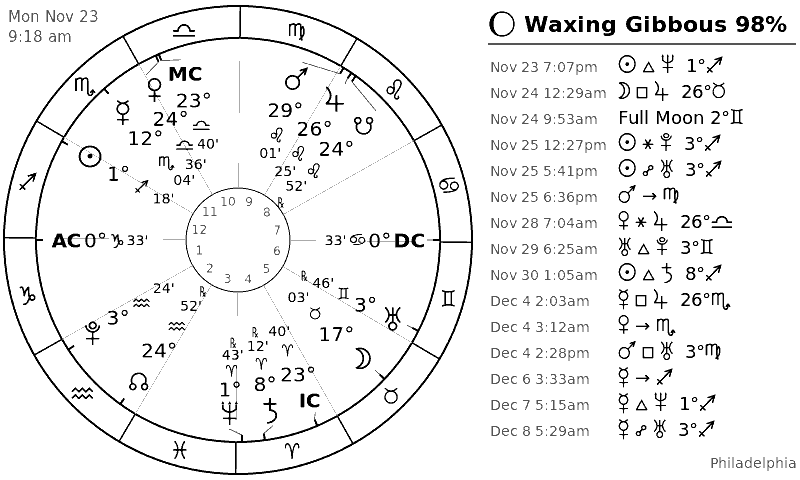 Mon Nov 23
9:18 am
☽ Waxing Gibbous 98%
Nov 23 7:07pm ☉ △ ♆ 1°♐
Nov 24 12:29am ☽ □ ♃ 26°♉
Nov 24 9:53am Full Moon 2°♊
Nov 25 12:27pm ☉ ⚹ ⯓ 3°♐
Nov 25 5:41pm ☉ ☍ ♅ 3°♐
Nov 25 6:36pm ♂ → ♍
Nov 28 7:04am ♀ ⚹ ♃ 26°♎
Nov 29 6:25am ♅ △ ⯓ 3°♊
Nov 30 1:05am ☉ △ ♄ 8°♐
Dec 4 2:03am ☿ □ ♃ 26°♏
Dec 4 3:12am ♀ → ♏
Dec 4 2:28pm ♂ □ ♅ 3°♍
Dec 6 3:33am ☿ → ♐
Dec 7 5:15am ☿ △ ♆ 1°♐
Dec 8 5:29am ☿ ☍ ♅ 3°♐
Philadelphia
♎ ♍ ♌ ♋ ♊ ♉ ♈ ♓ ♒ ♑ ♐ ♏
MC 23° ♎ 40'
♀ 24° ♎ 36'
☿ 12° ♏ 04'
☉ 1° ♐ 18'
AC 0° ♑ 33'
⯓ 3° ♒ 24'
☊ 24° ♒ 52' ℞
♆ 1° ♈ 43' ℞
♄ 8° ♈ 12' ℞
IC 23° ♈ 40'
☽ 17° ♉ 03'
♅ 3° ♊ 46' ℞
33' ♋ 0° DC
☋ 24° ♌ 52' ℞
♃ 26° ♌ 25'
♂ 29° ♌ 01'
1 2 3 4 5 6 7 8 9 10 11 12